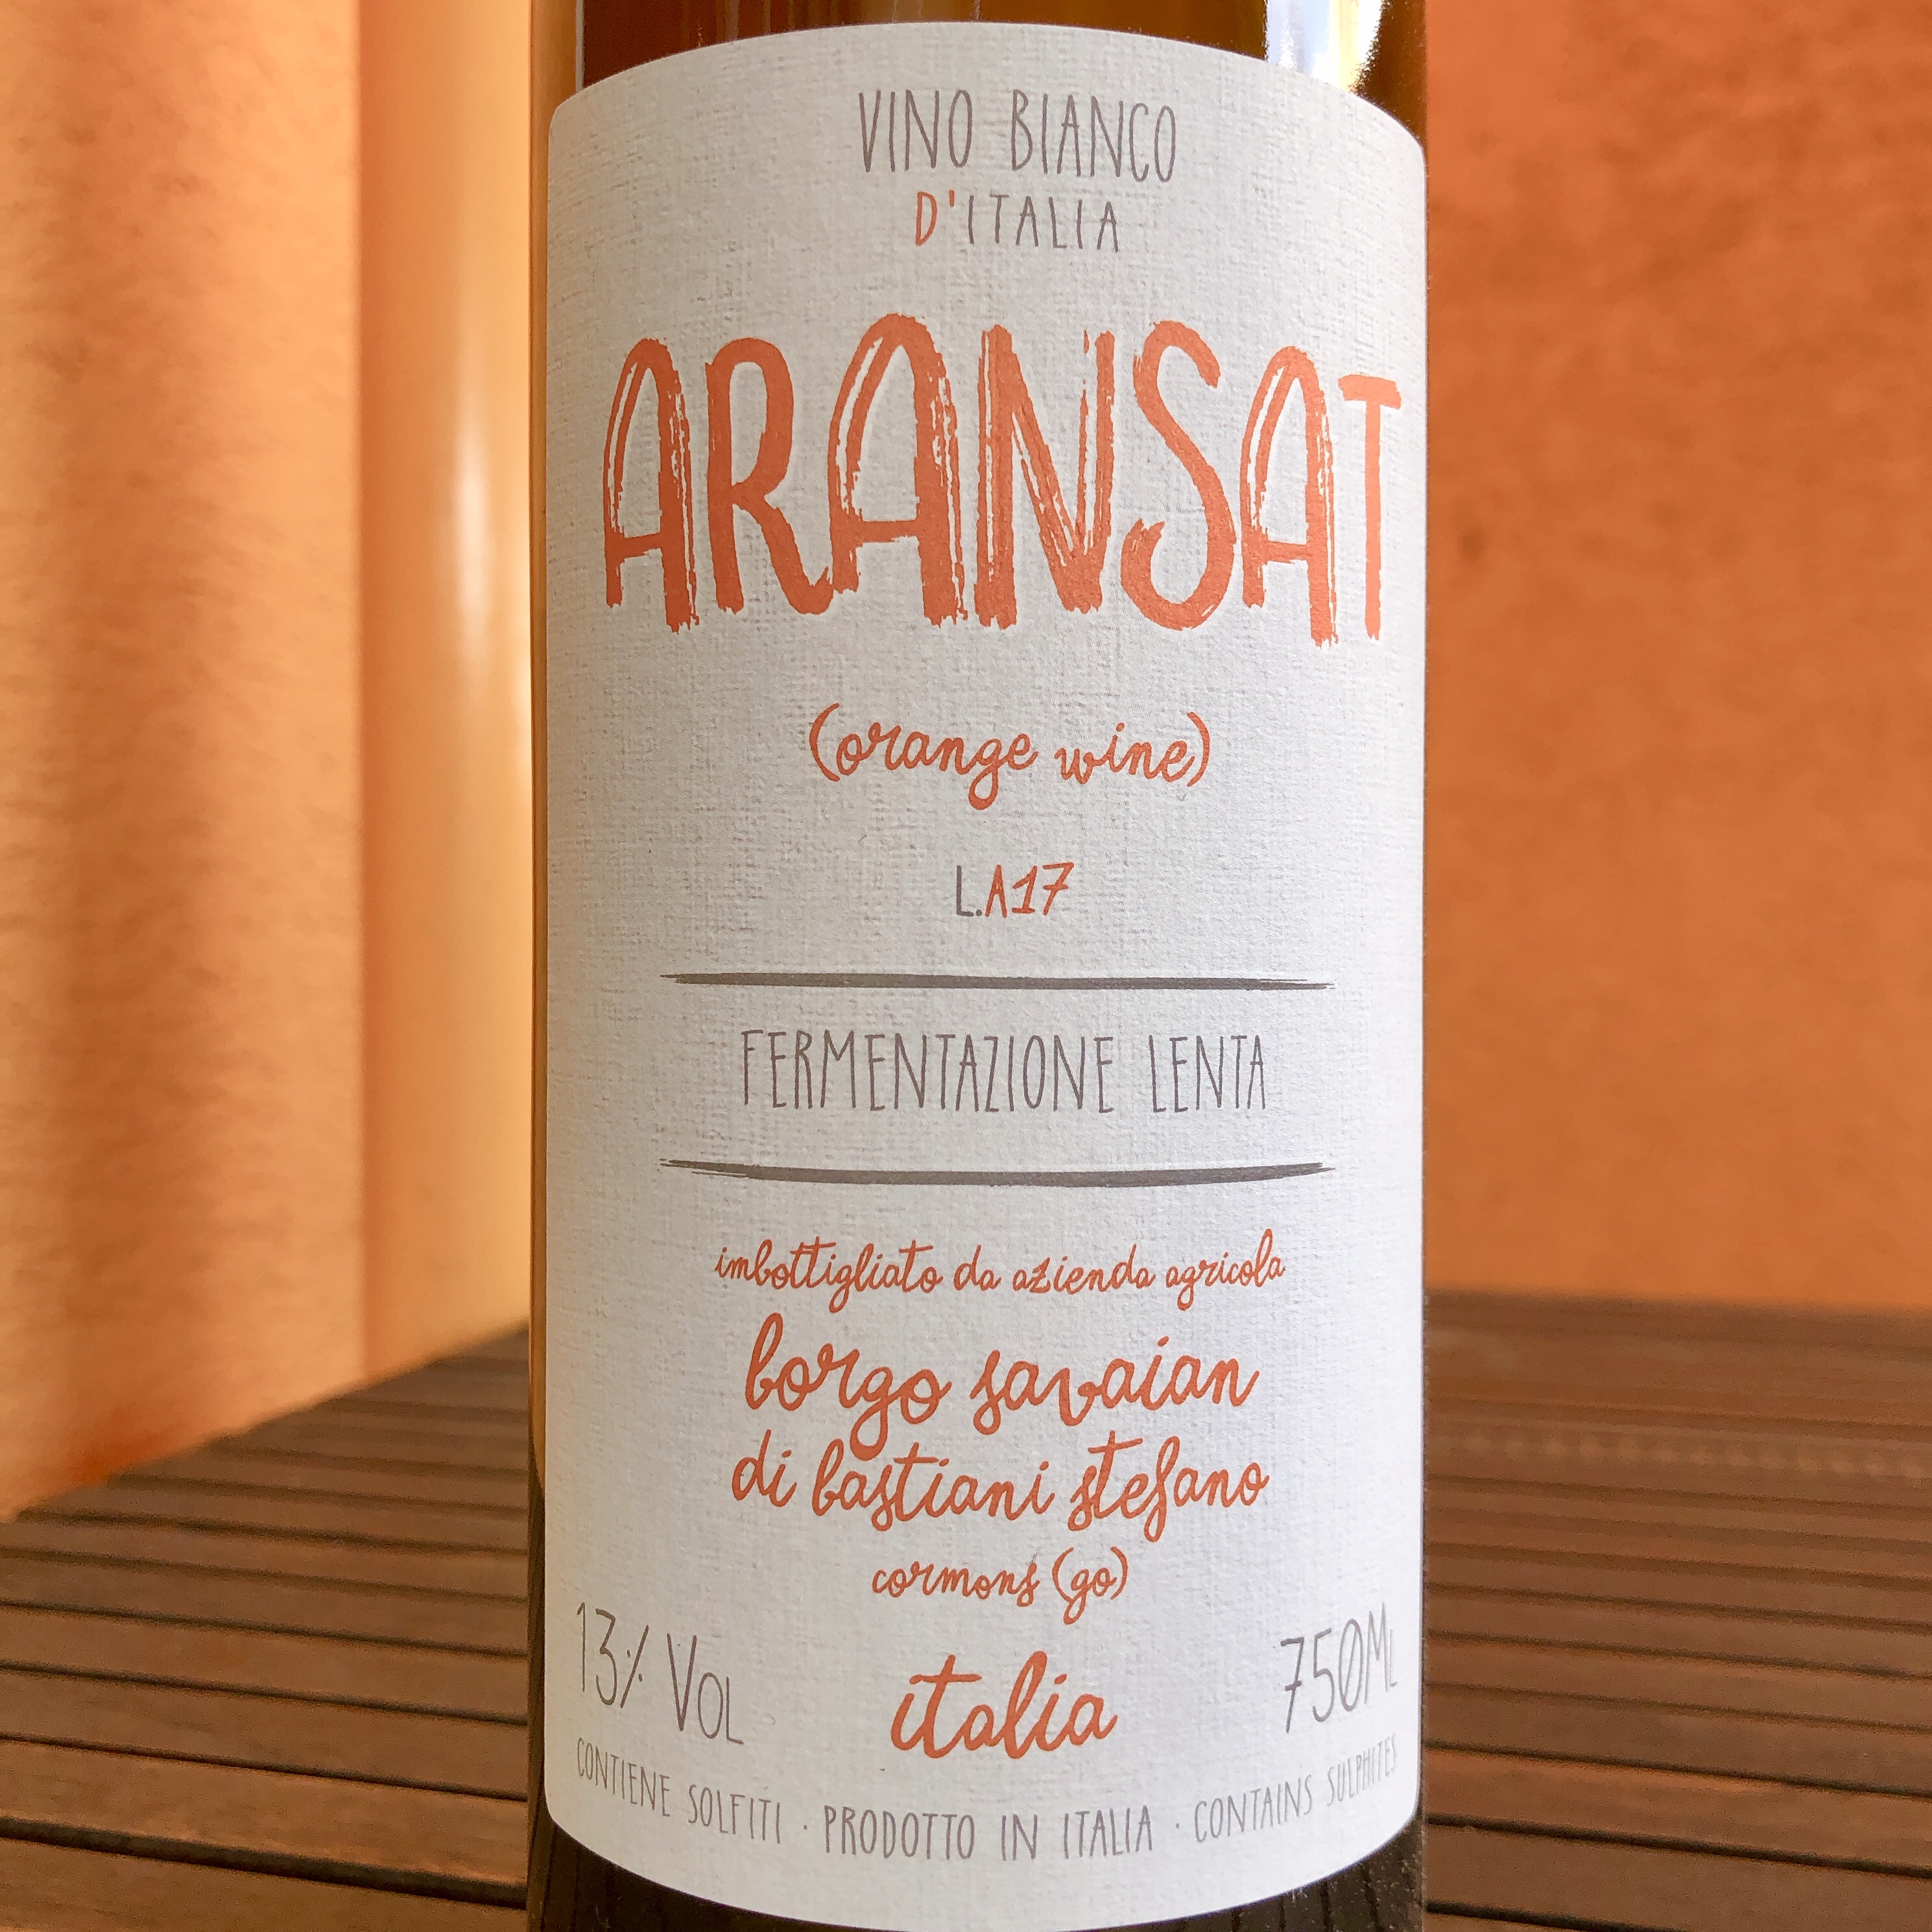 VINO BIANCO
D'ITALIA
ARANSAT
(orange wine)
L.A17
FERMENTAZIONE LENTA
imbottigliato da azienda agricola
borgo savaian
di bastiani stefano
cormons (go)
13% VOL
italia
750ML
CONTIENE SOLFITI · PRODOTTO IN ITALIA · CONTAINS SULPHITES